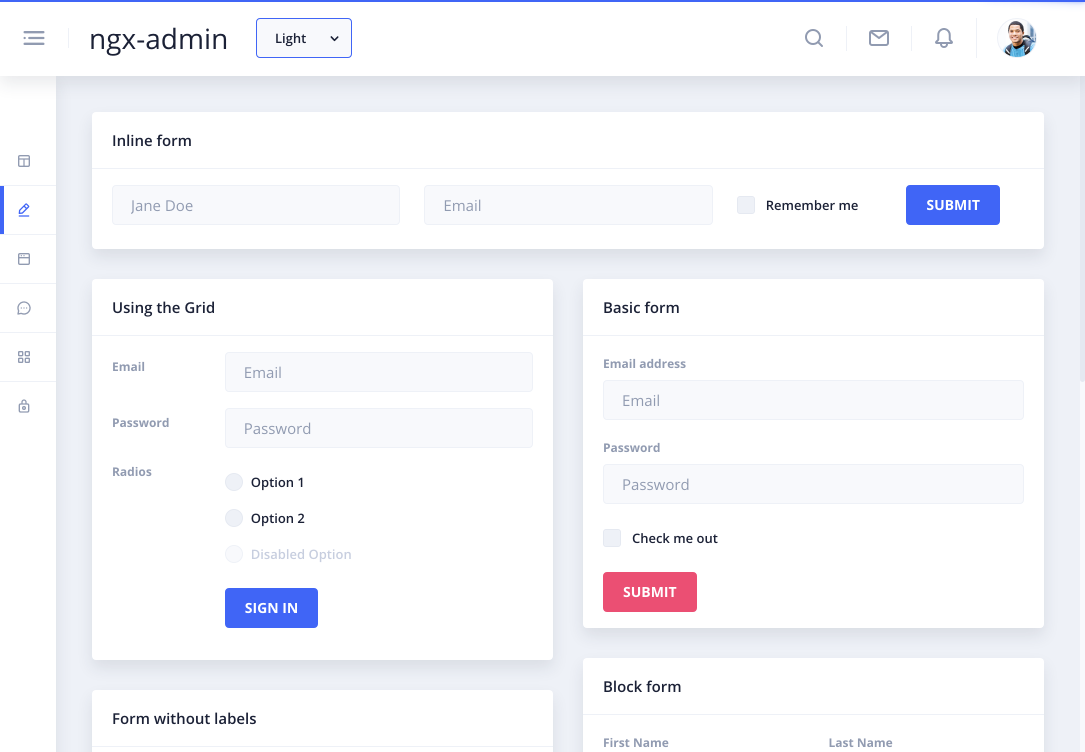 ngx-admin
Light
Inline form
Jane Doe
Email
Remember me
SUBMIT
Using the Grid
Email
Email
Password
Password
Radios
Option 1
Option 2
Disabled Option
SIGN IN
Basic form
Email address
Email
Password
Password
Check me out
SUBMIT
Form without labels
Block form
First Name
Last Name